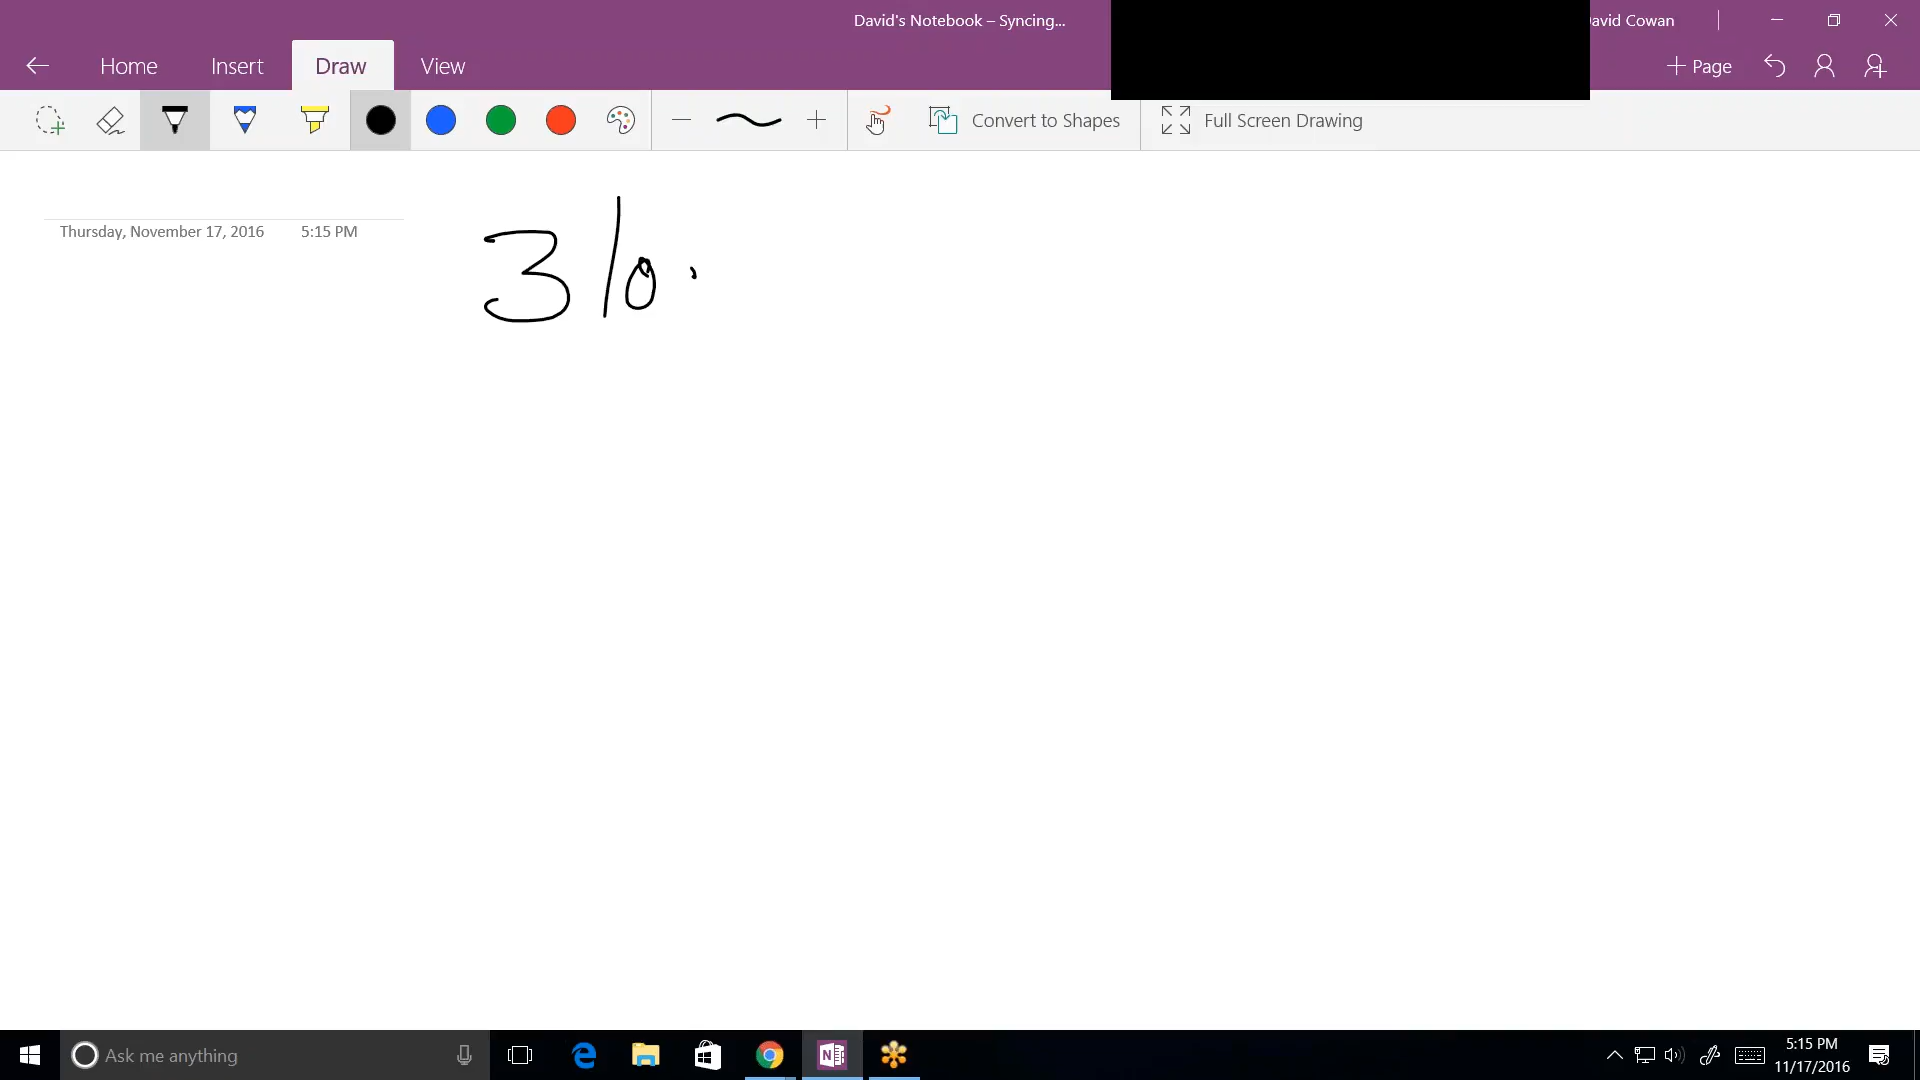 David's Notebook – Syncing...
avid Cowan
Home
Insert
Draw
View
Page
Convert to Shapes
Full Screen Drawing
Thursday, November 17, 2016 5:15 PM
3 lo .
Ask me anything
N
5:15 PM
11/17/2016